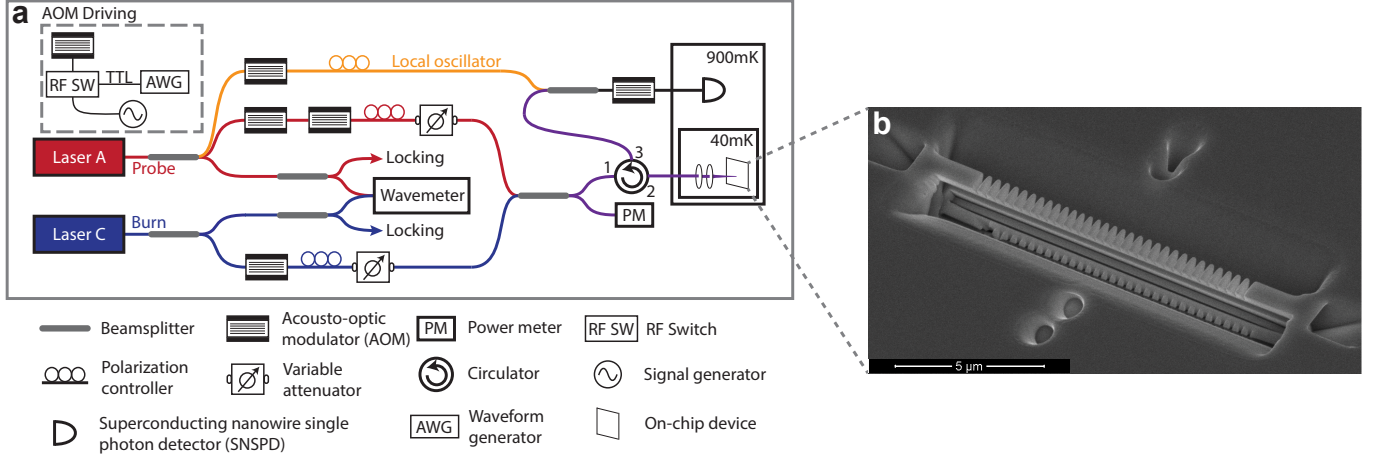 a
AOM Driving
RF SW
TTL
AWG
Local oscillator
900mK
Laser A
Probe
Locking
Wavemeter
40mK
1
3
2
PM
Laser C
Burn
Locking
b
5 µm
Beamsplitter
Acousto-optic
modulator (AOM)
PM
Power meter
RF SW
RF Switch
Polarization
controller
Variable
attenuator
Circulator
Signal generator
Superconducting nanowire single
photon detector (SNSPD)
AWG
Waveform
generator
On-chip device